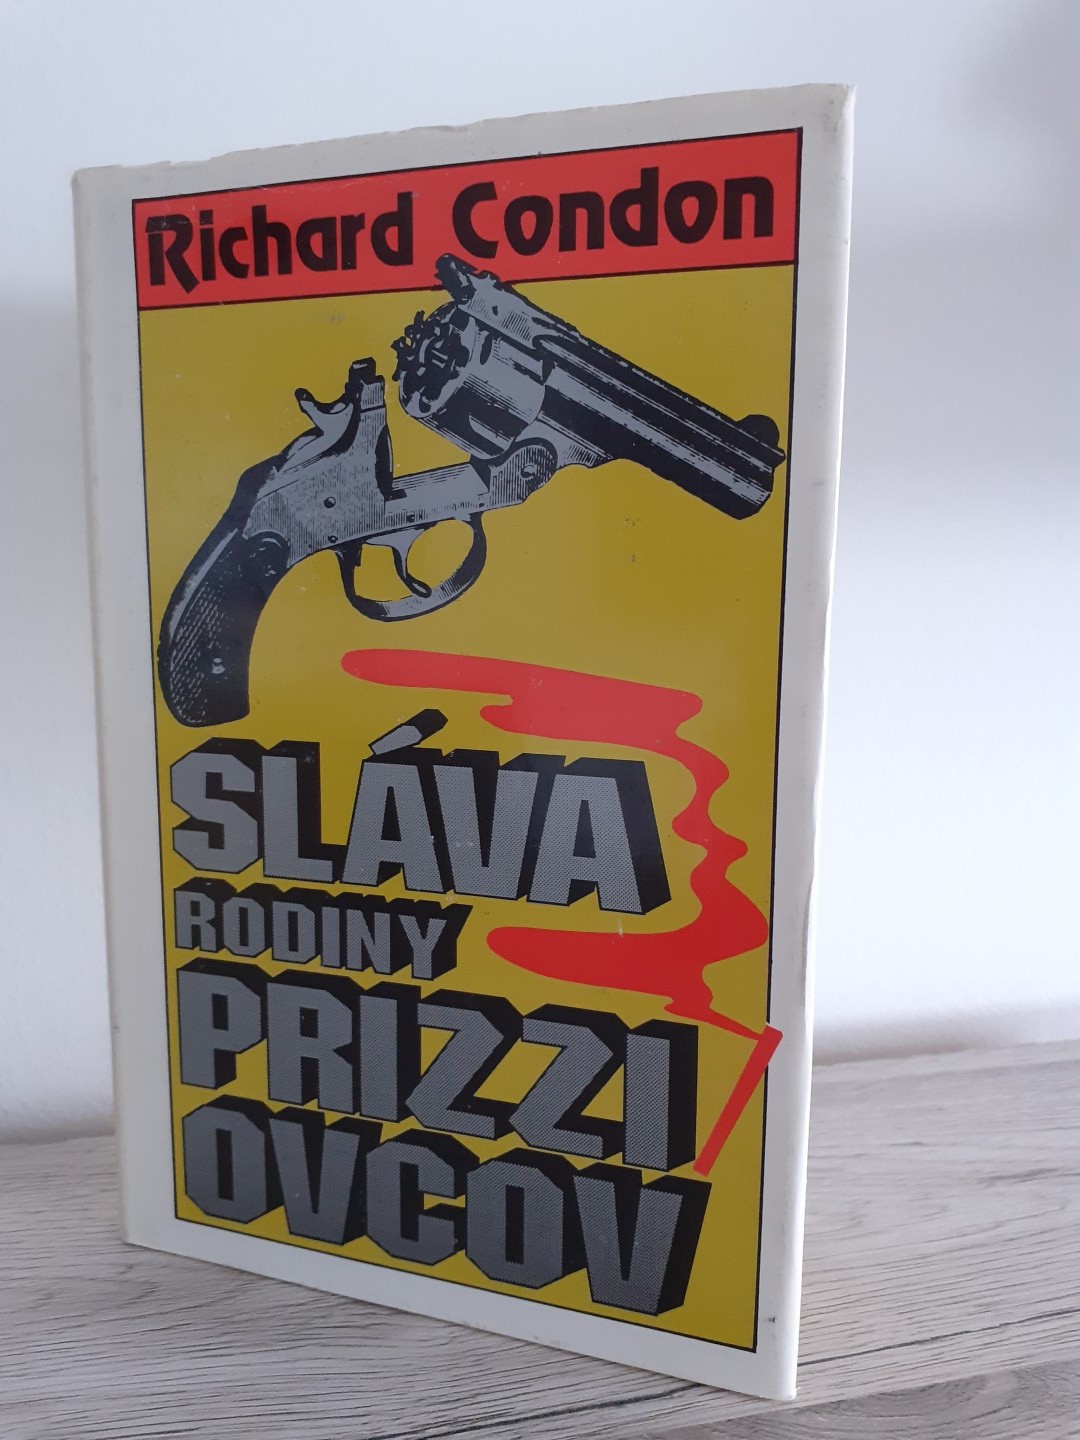 Richard Condon
SLÁVA
RODINY
PRIZZI
OVCOV